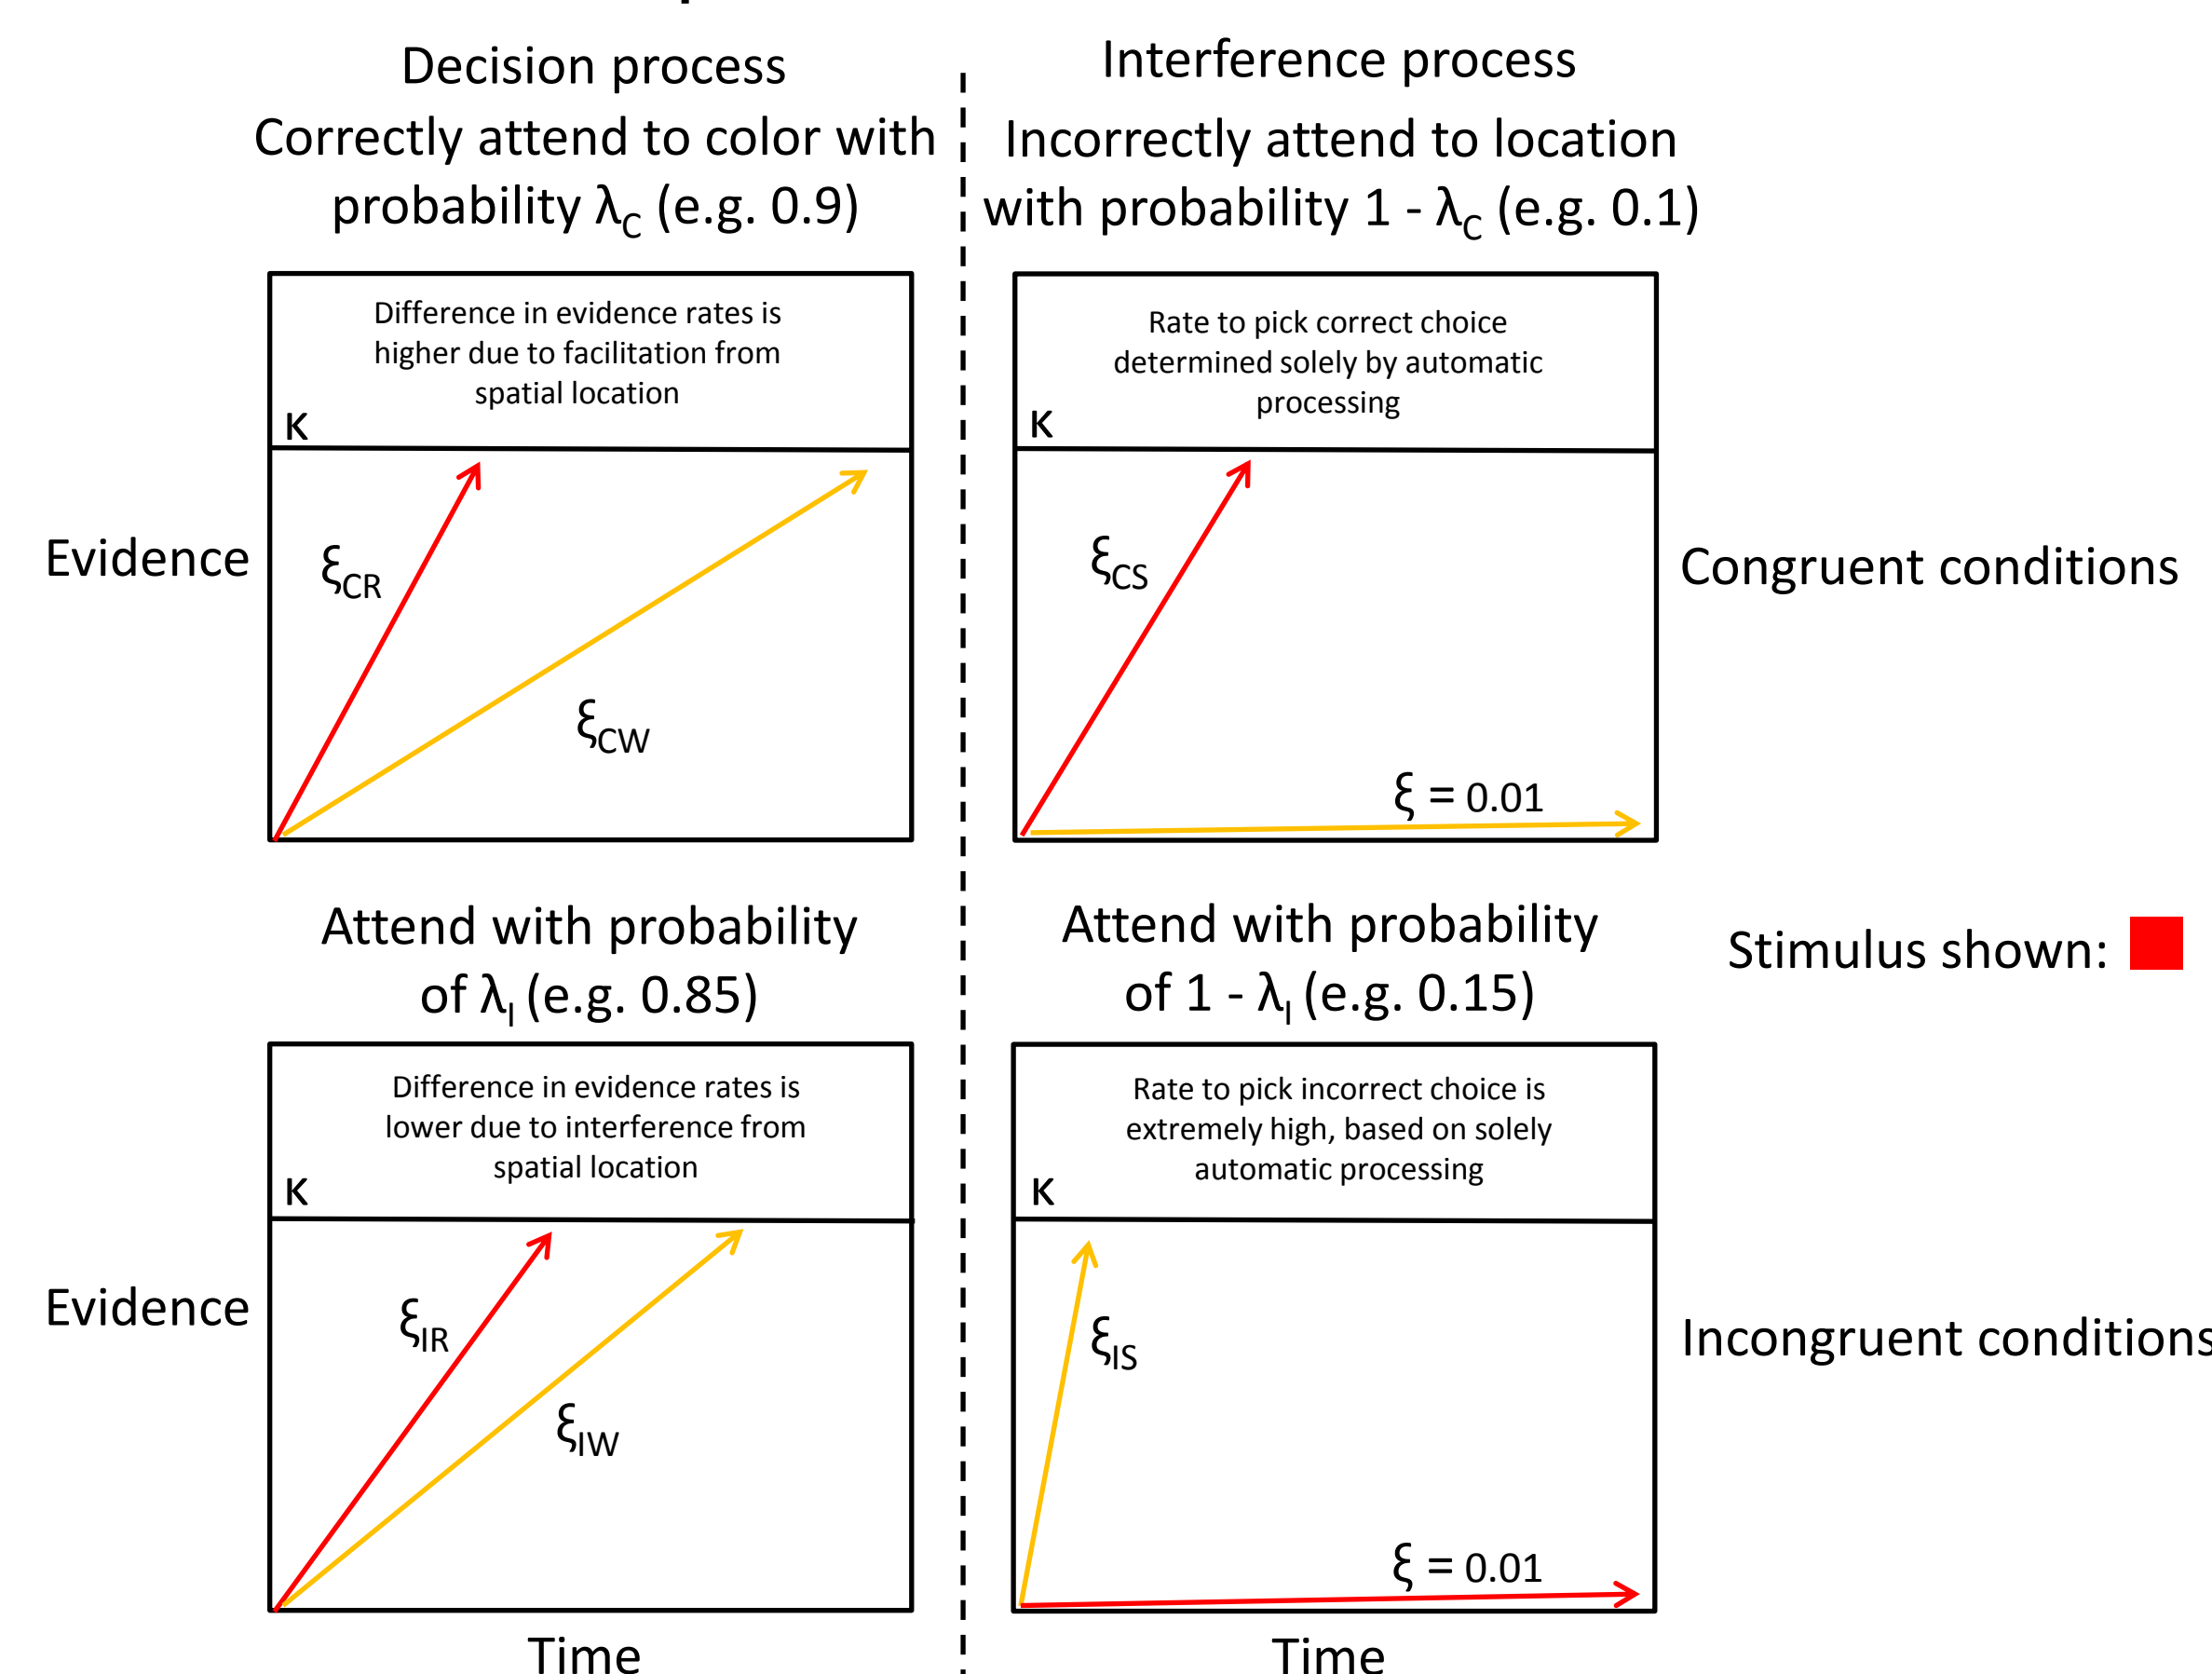 Decision process
Correctly attend to color with
probability λC (e.g. 0.9)
Interference process
Incorrectly attend to location
with probability 1 - λC (e.g. 0.1)
Difference in evidence rates is
higher due to facilitation from
spatial location
κ
Evidence
ξCR
ξCW
Rate to pick correct choice
determined solely by automatic
processing
κ
ξCS
ξ = 0.01
Congruent conditions
Attend with probability
of λI (e.g. 0.85)
Attend with probability
of 1 - λI (e.g. 0.15)
Stimulus shown:
Difference in evidence rates is
lower due to interference from
spatial location
κ
Evidence
ξIR
ξIW
Time
Rate to pick incorrect choice is
extremely high, based on solely
automatic processing
κ
ξIS
ξ = 0.01
Time
Incongruent conditions